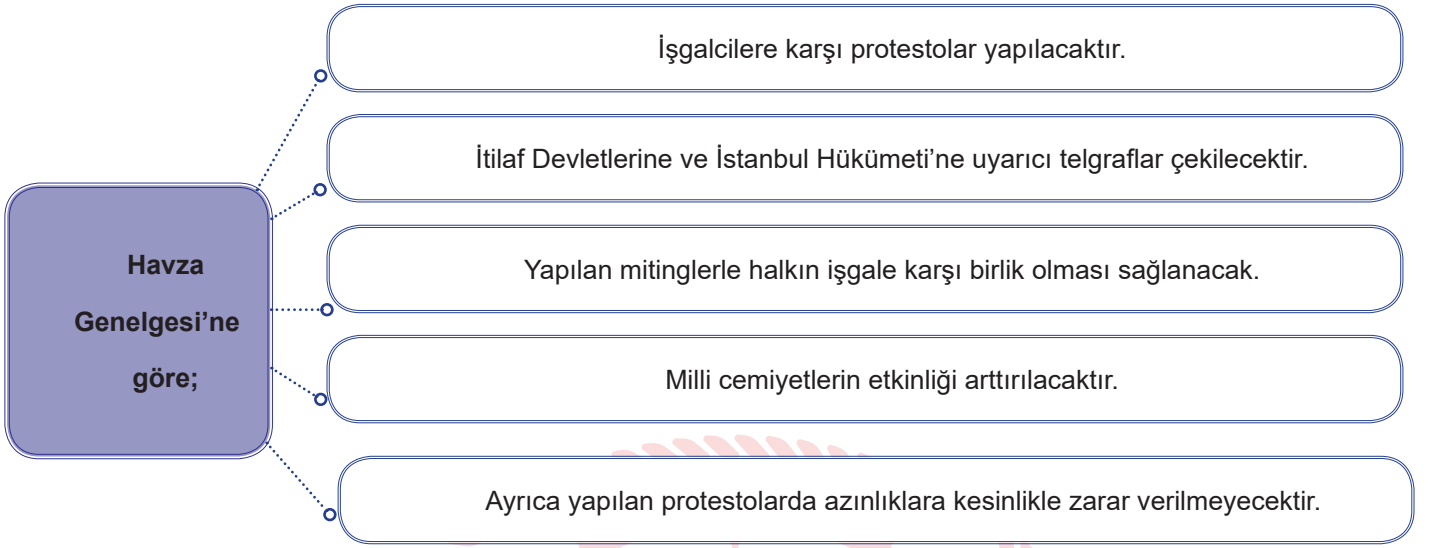 İşgalcilere karşı protestolar yapılacaktır.
İtilaf Devletlerine ve İstanbul Hükümeti’ne uyarıcı telgraflar çekilecektir.
Havza
Genelgesi’ne
göre;
Yapılan mitinglerle halkın işgale karşı birlik olması sağlanacak.
Milli cemiyetlerin etkinliği arttırılacaktır.
Ayrıca yapılan protestolarda azınlıklara kesinlikle zarar verilmeyecektir.